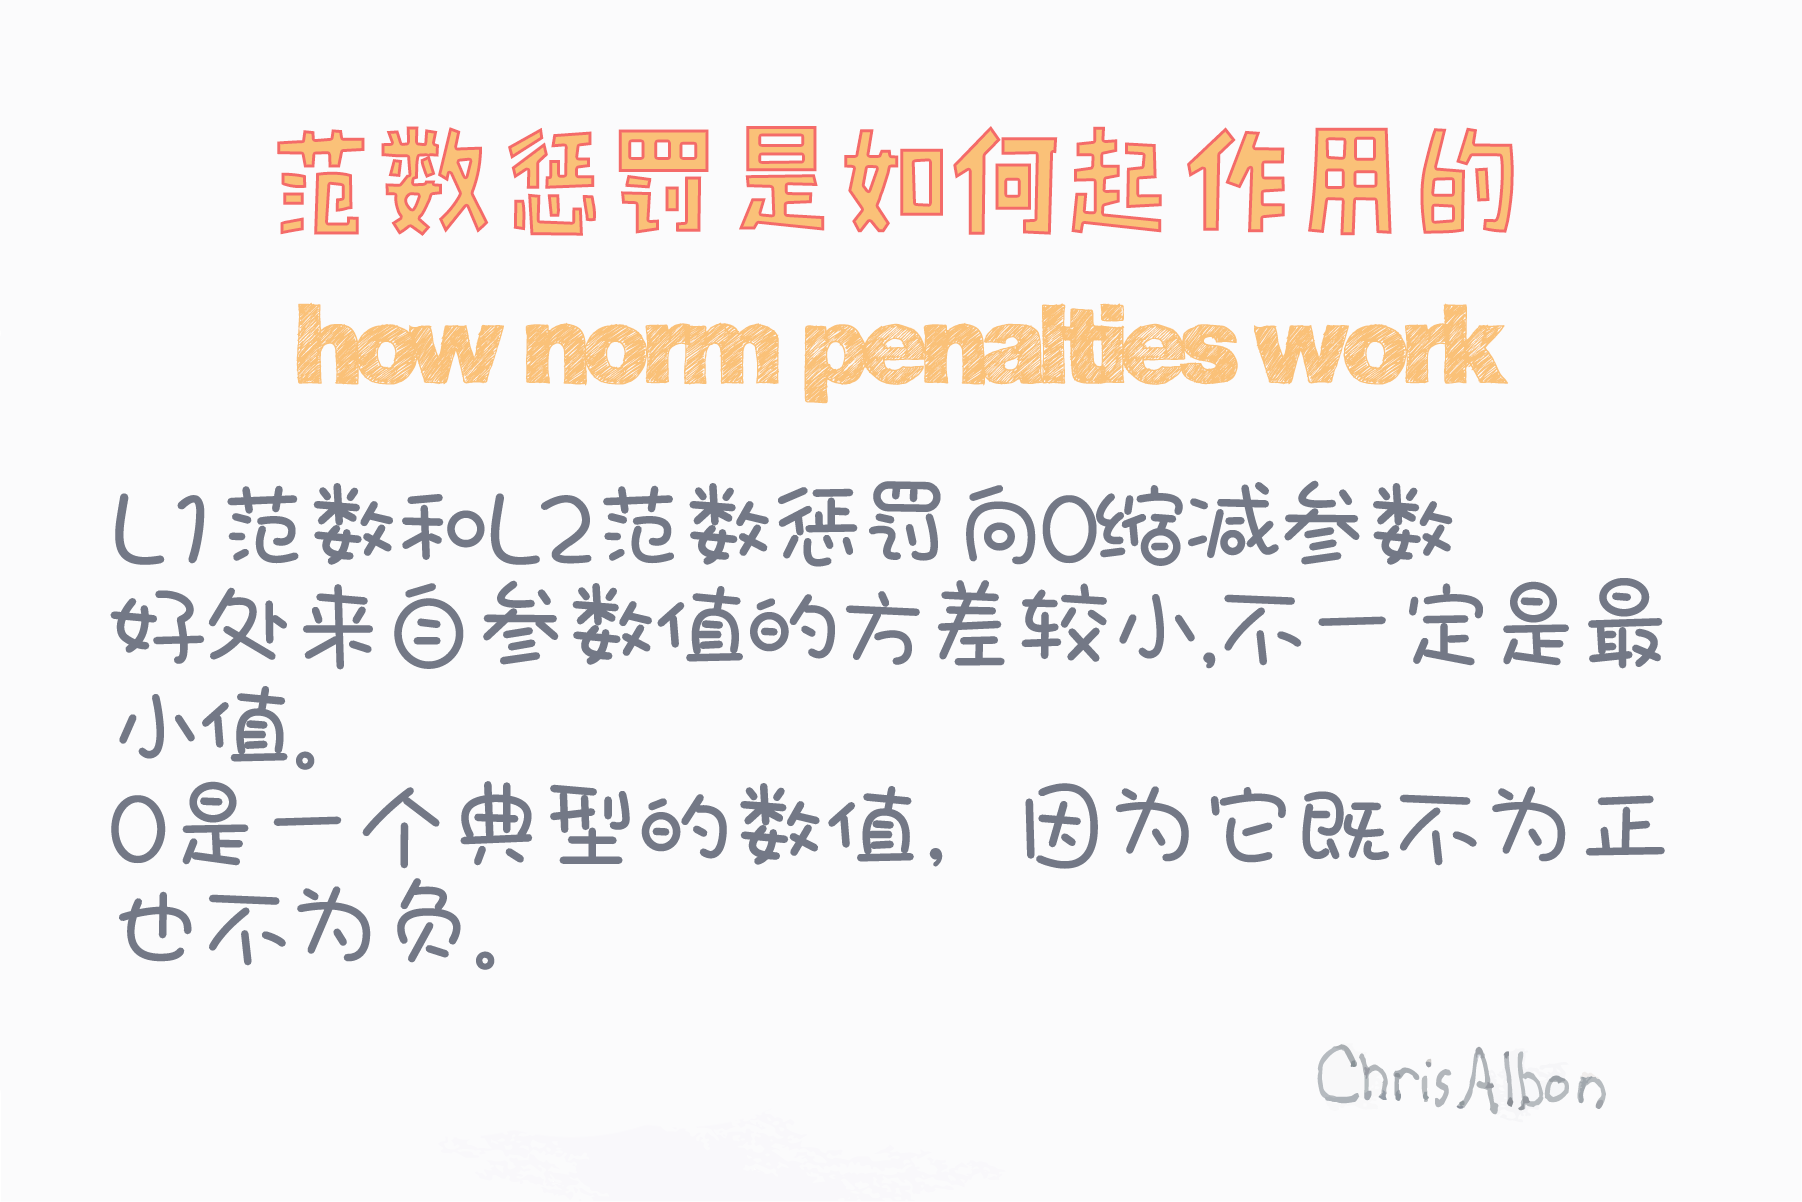 范数惩罚是如何起作用的
how norm penalties work
L1范数和L2范数惩罚向0缩减参数
好处来自参数值的方差较小,不一定是最
小值。
0是一个典型的数值，因为它既不为正
也不为负。
Chris Albon